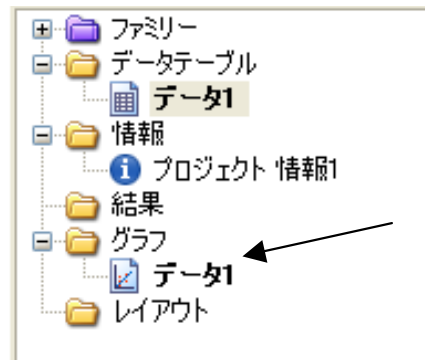 ファミリー
データテーブル
データ1
情報
プロジェクト 情報1
結果
グラフ
データ1
レイアウト